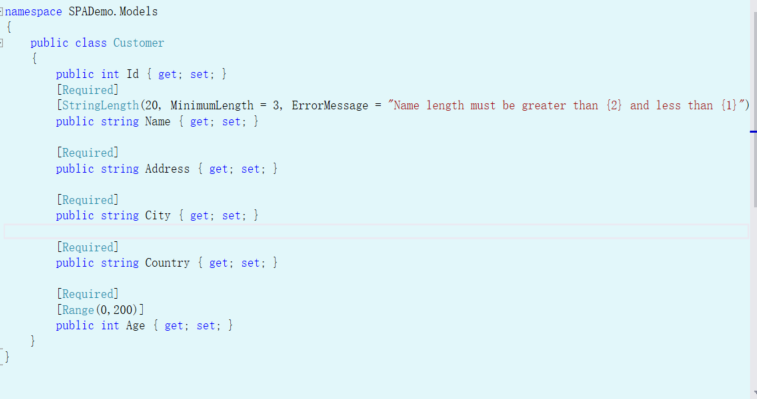 namespace SPADemo.Models
{
    public class Customer
    {
        public int Id { get; set; }
        [Required]
        [StringLength(20, MinimumLength = 3, ErrorMessage = "Name length must be greater than {2} and less than {1}")
        public string Name { get; set; }

        [Required]
        public string Address { get; set; }

        [Required]
        public string City { get; set; }

        [Required]
        public string Country { get; set; }

        [Required]
        [Range(0,200)]
        public int Age { get; set; }
    }
}